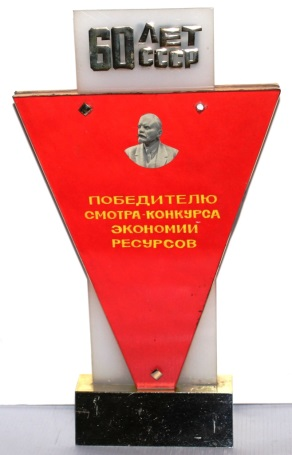 60 ЛЕТ
СССР
ПОБЕДИТЕЛЮ
СМОТРА-КОНКУРСА
ЭКОНОМИИ
РЕСУРСОВ